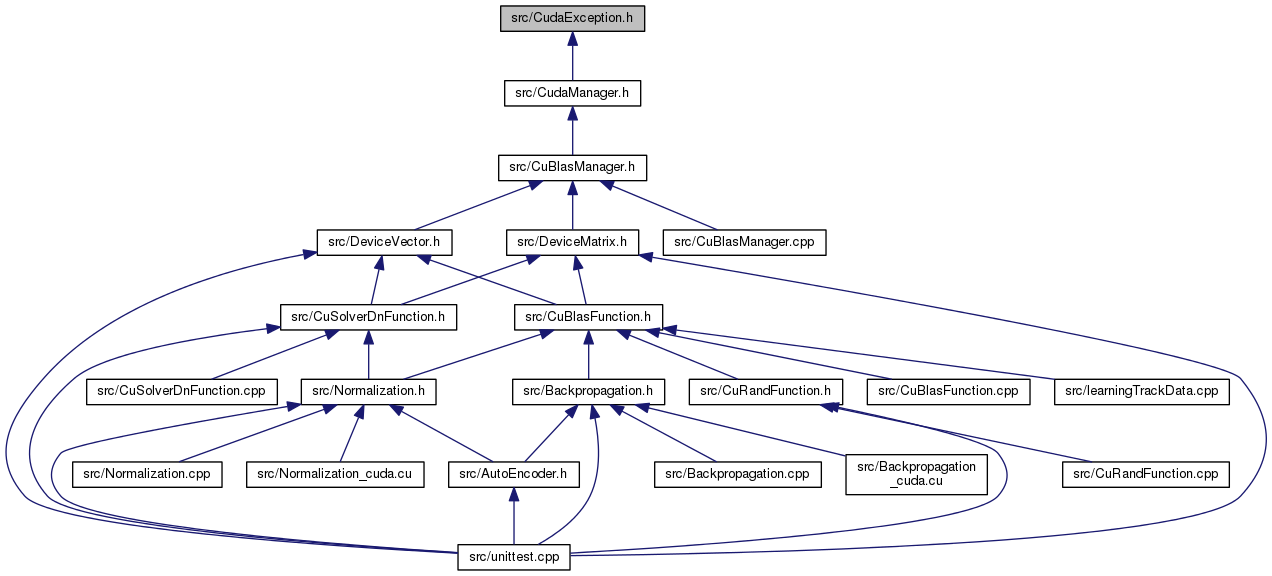 src/CudaException.h
src/CudaManager.h
src/CuBlasManager.h
src/DeviceVector.h
src/DeviceMatrix.h
src/CuBlasManager.cpp
src/CuSolverDnFunction.h
src/CuBlasFunction.h
src/CuSolverDnFunction.cpp
src/Normalization.h
src/Backpropagation.h
src/CuRandFunction.h
src/CuBlasFunction.cpp
src/learningTrackData.cpp
src/Normalization.cpp
src/Normalization_cuda.cu
src/AutoEncoder.h
src/Backpropagation.cpp
src/Backpropagation
_cuda.cu
src/CuRandFunction.cpp
src/unittest.cpp